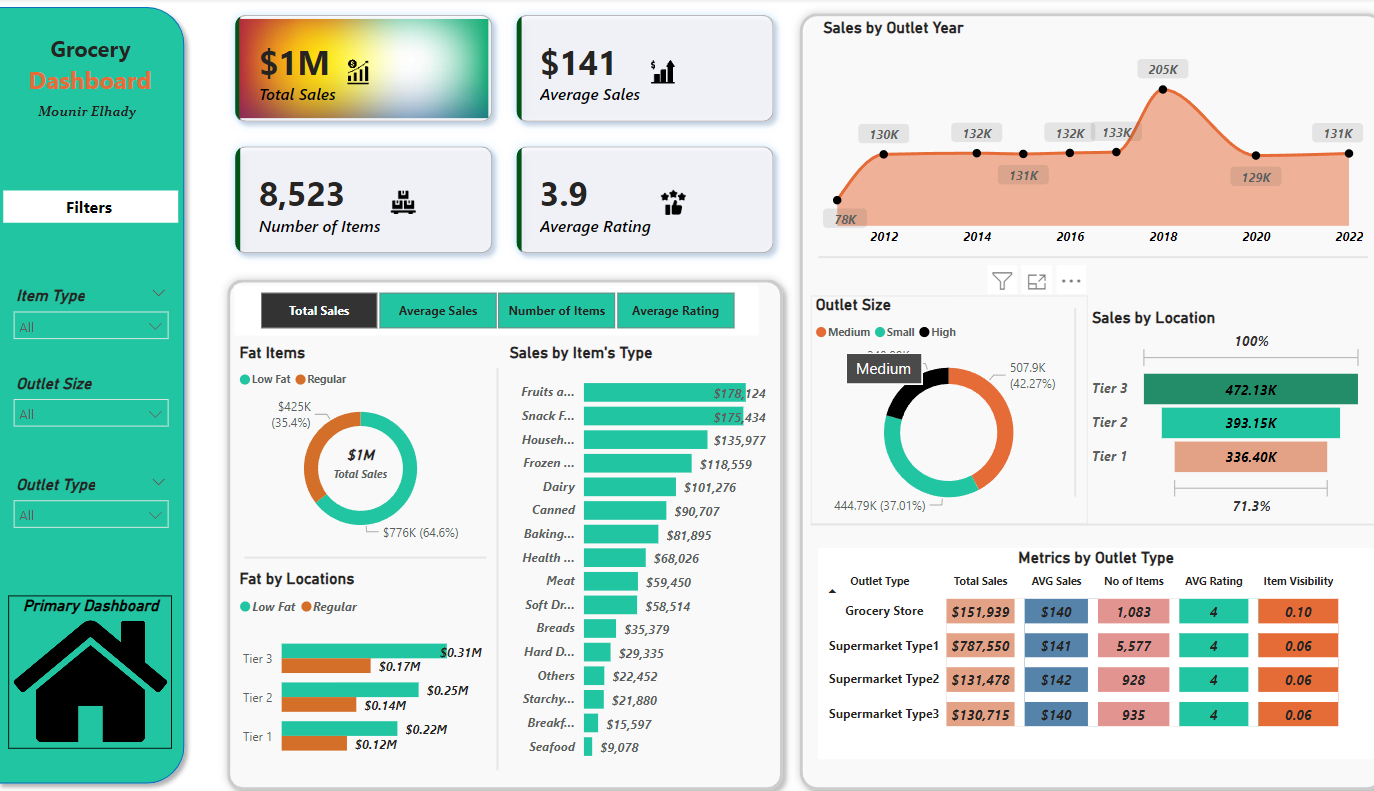 Grocery
Dashboard
Mounir Elhady
Filters
Item Type
All
Outlet Size
All
Outlet Type
All
Primary Dashboard
$1M
Total Sales
$141
Average Sales
8,523
Number of Items
3.9
Average Rating
Total Sales
Average Sales
Number of Items
Average Rating
Fat Items
Low Fat
Regular
$425K
(35.4%)
$1M
Total Sales
$776K (64.6%)
Fat by Locations
Low Fat
Regular
Tier 3
$0.31M
$0.17M
Tier 2
$0.25M
$0.14M
Tier 1
$0.22M
$0.12M
Sales by Item's Type
Fruits a... $178,124
Snack F... $175,434
Househ... $135,977
Frozen ... $118,559
Dairy $101,276
Canned $90,707
Baking... $81,895
Health ... $68,026
Meat $59,450
Soft Dr... $58,514
Breads $35,379
Hard D... $29,335
Others $22,452
Starchy... $21,880
Breakf... $15,597
Seafood $9,078
Sales by Outlet Year
78K
130K
132K
131K
132K
133K
205K
129K
131K
2012 2014 2016 2018 2020 2022
Outlet Size
Medium
Small
High
Medium
507.9K
(42.27%)
444.79K (37.01%)
Sales by Location
100%
Tier 3 472.13K
Tier 2 393.15K
Tier 1 336.40K
71.3%
Metrics by Outlet Type
Outlet Type Total Sales AVG Sales No of Items AVG Rating Item Visibility
Grocery Store $151,939 $140 1,083 4 0.10
Supermarket Type1 $787,550 $141 5,577 4 0.06
Supermarket Type2 $131,478 $142 928 4 0.06
Supermarket Type3 $130,715 $140 935 4 0.06